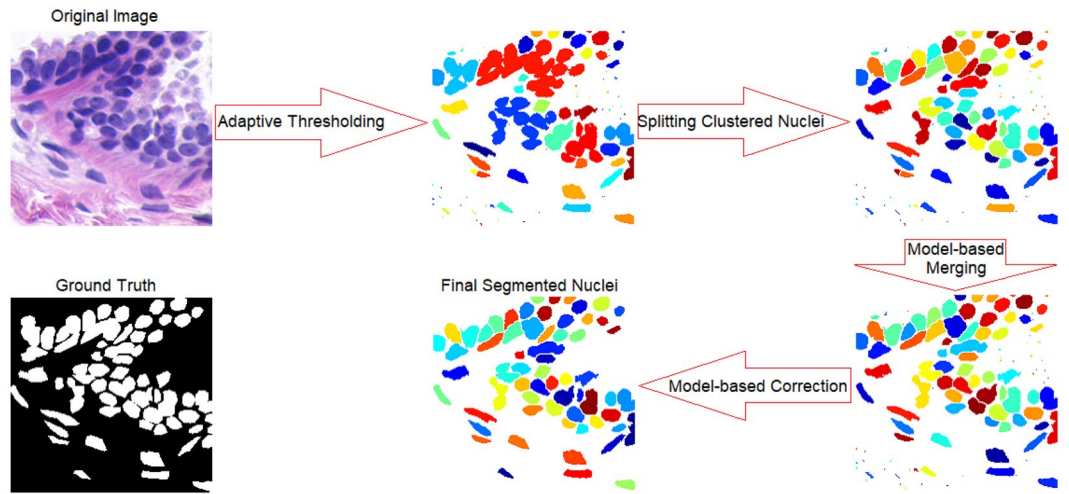 Original Image
Adaptive Thresholding
Splitting Clustered Nuclei
Model-based
Merging
Ground Truth
Final Segmented Nuclei
Model-based Correction